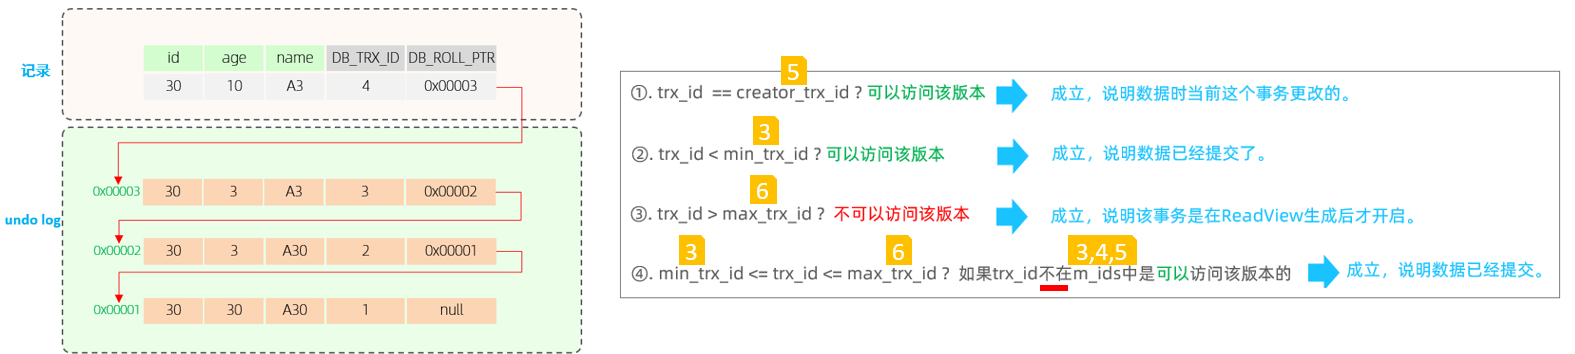 记录
id age name DB_TRX_ID DB_ROLL_PTR
30 10 A3 4 0x00003
undo log
0x00003 30 3 A3 3 0x00002
0x00002 30 3 A30 2 0x00001
0x00001 30 30 A30 1 null
5
①. trx_id == creator_trx_id ? 可以访问该版本 成立，说明数据时当前这个事务更改的。
3
②. trx_id < min_trx_id ? 可以访问该版本 成立，说明数据已经提交了。
6
③. trx_id > max_trx_id ? 不可以访问该版本 成立，说明该事务是在ReadView生成后才开启。
3 6 3,4,5
④. min_trx_id <= trx_id <= max_trx_id ? 如果trx_id不在m_ids中是可以访问该版本的 成立，说明数据已经提交。